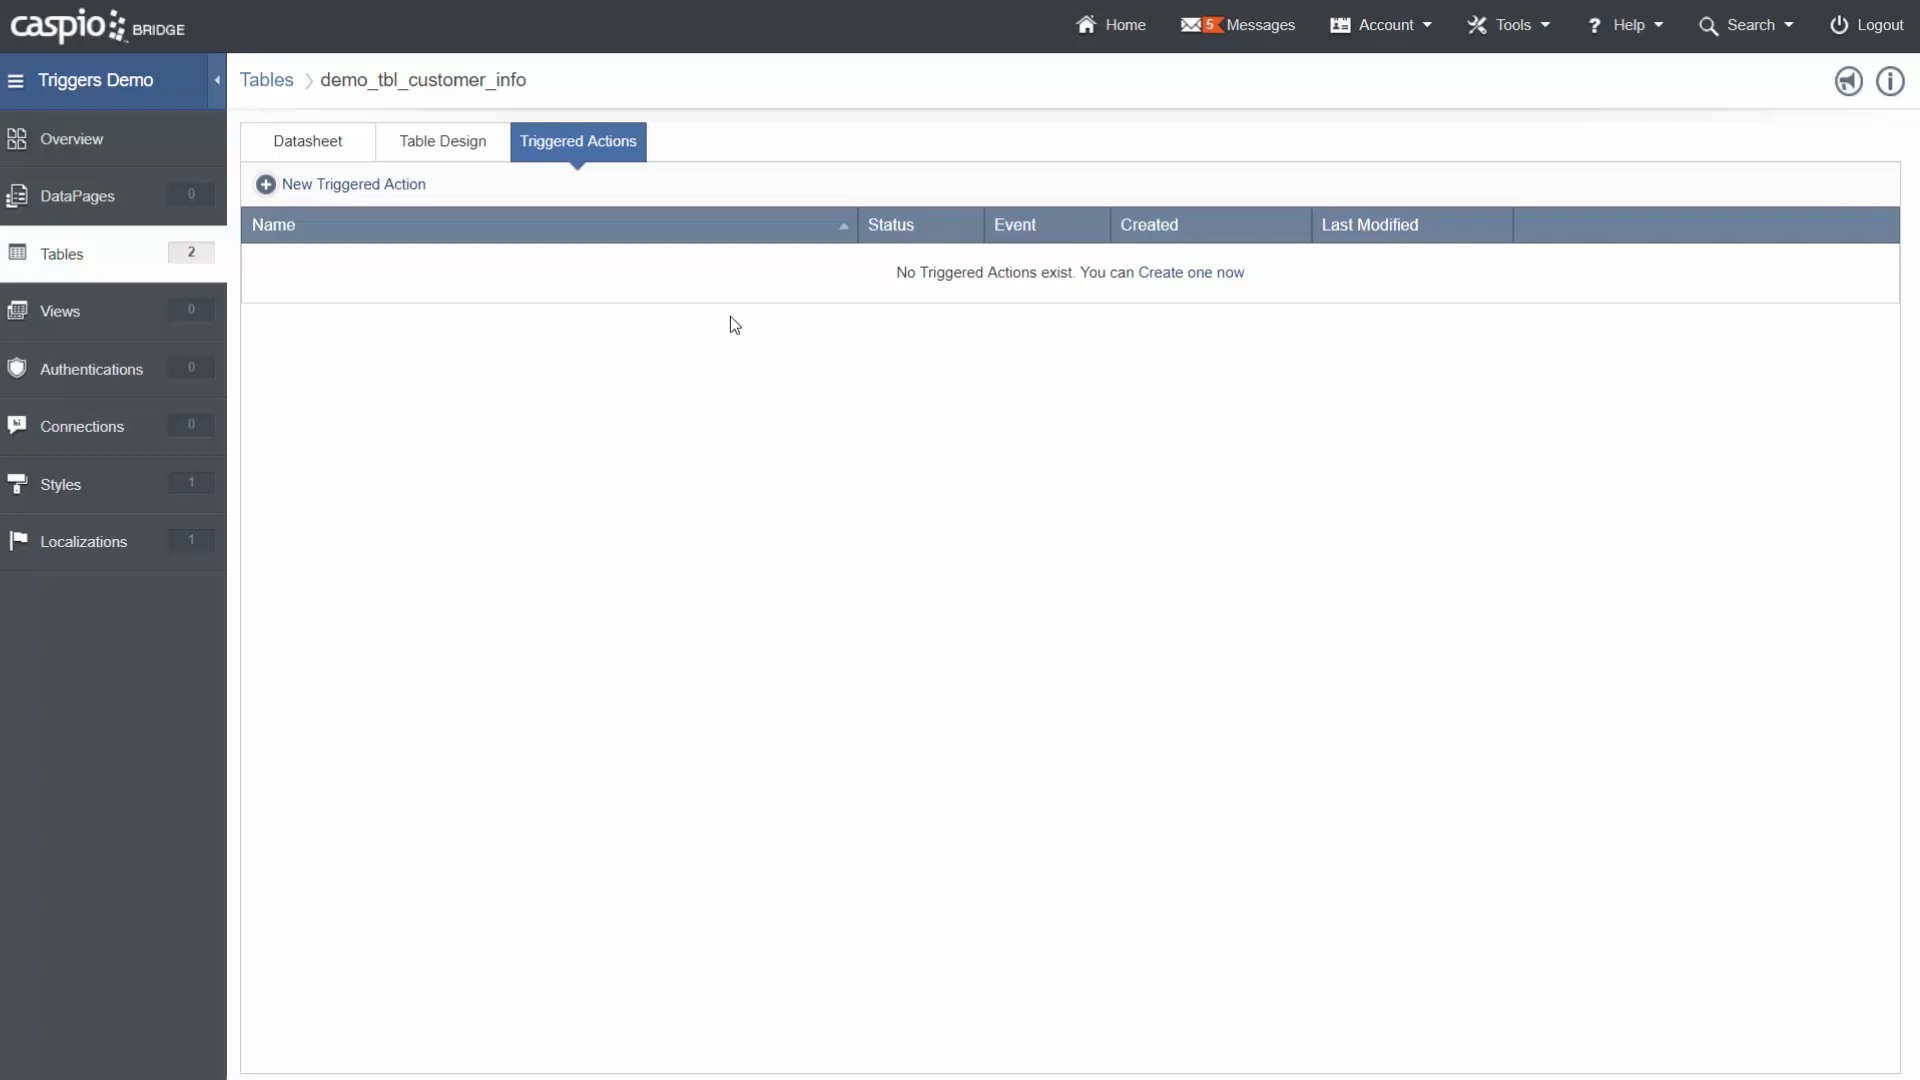 caspio BRIDGE
Home
5 Messages
Account
Tools
? Help
Search
Logout
Triggers Demo
Tables demo_tbl_customer_info
Overview
DataPages 0
Tables 2
Views 0
Authentications 0
Connections 0
Styles 1
Localizations 1
Datasheet
Table Design
Triggered Actions
New Triggered Action
Name
Status
Event
Created
Last Modified
No Triggered Actions exist. You can Create one now